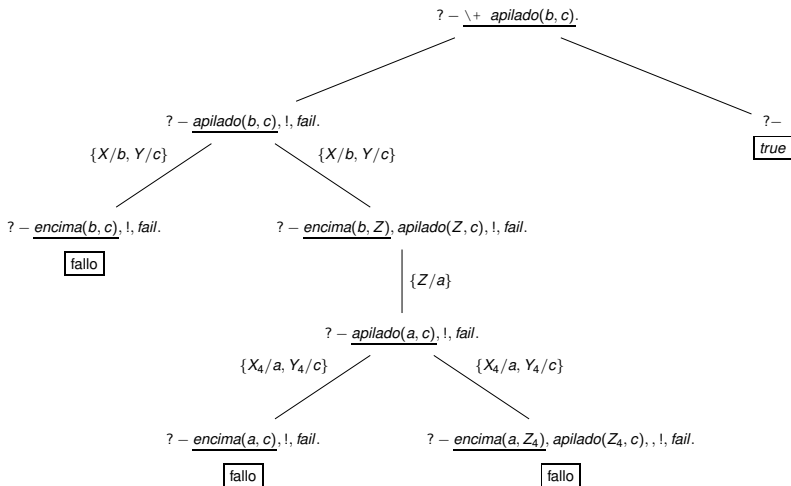 ? − \+ apilado(b, c).
? − apilado(b, c), !, fail.
?−
{X/b, Y/c}
{X/b, Y/c}
true
? − encima(b, c), !, fail.
? − encima(b, Z), apilado(Z, c), !, fail.
fallo
{Z/a}
? − apilado(a, c), !, fail.
{X₄/a, Y₄/c}
{X₄/a, Y₄/c}
? − encima(a, c), !, fail.
? − encima(a, Z₄), apilado(Z₄, c), , !, fail.
fallo
fallo